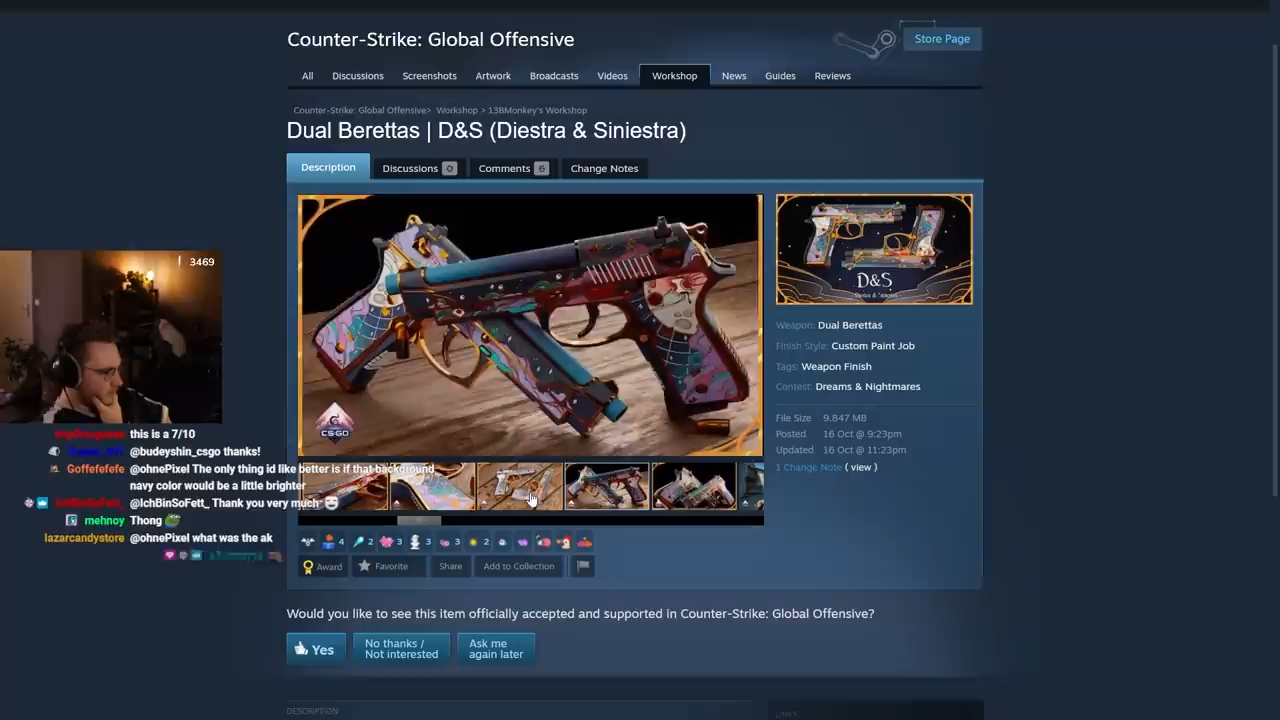 Counter-Strike: Global Offensive
Store Page
All
Discussions
Screenshots
Artwork
Broadcasts
Videos
Workshop
News
Guides
Reviews
Counter-Strike: Global Offensive> Workshop > 13BMonkey's Workshop
Dual Berettas | D&S (Diestra & Siniestra)
Description
Discussions 0
Comments 6
Change Notes
CS:GO
D&S
Diestra & Siniestra
Weapon: Dual Berettas
Finish Style: Custom Paint Job
Tags: Weapon Finish
Contest: Dreams & Nightmares
File Size 9.847 MB
Posted 16 Oct @ 9:23pm
Updated 16 Oct @ 11:23pm
1 Change Note ( view )
3469
this is a 7/10
@budeyshin_csgo thanks!
Goffefefefe @ohnePixel The only thing id like better is if that background
navy color would be a little brighter
@IchBinSoFett_ Thank you very much
mehnoy Thong
lazarcandystore @ohnePixel what was the ak
4 2 3 3 3 2
Award
Favorite
Share
Add to Collection
Would you like to see this item officially accepted and supported in Counter-Strike: Global Offensive?
Yes
No thanks /
Not interested
Ask me
again later
DESCRIPTION
LINKS